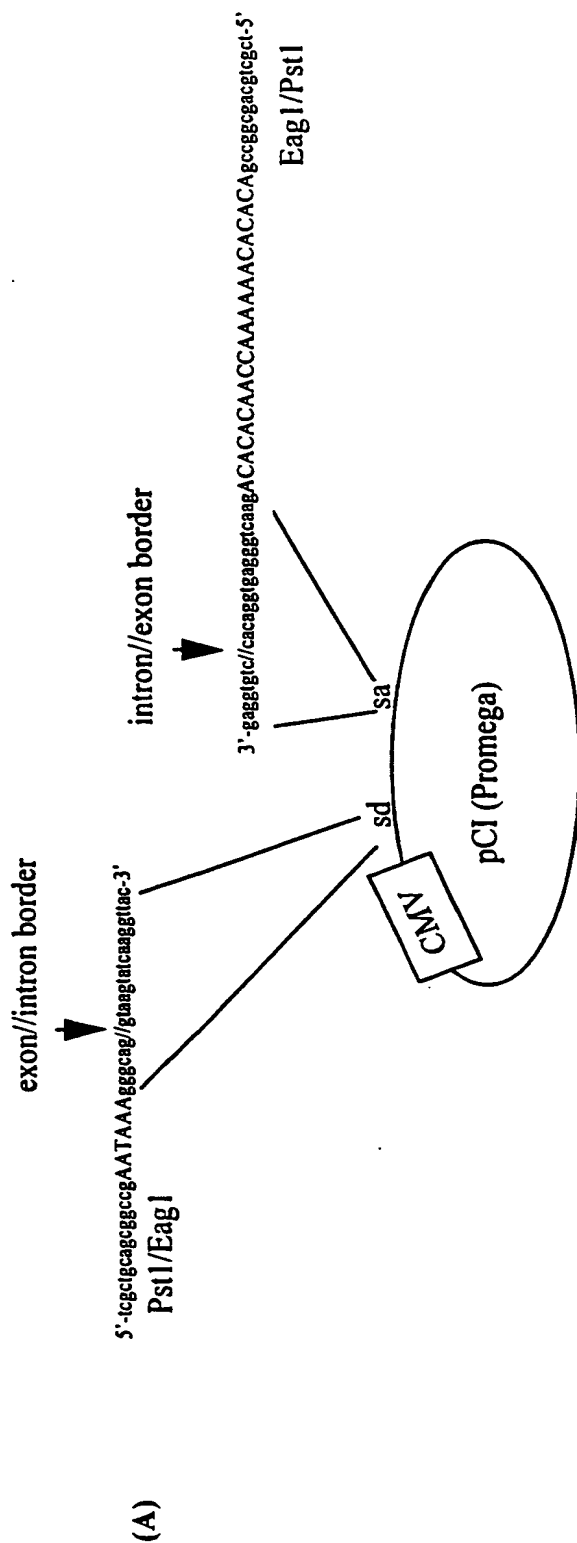 (A)
exon//intron border
5'-tcgctgcagcggccgAATAAAgggcag//gtaagtatcaaggttac-3'
Pst1/Eag1
intron//exon border
3'-gaggtgtc//cacaggtgagggtcaagACACACAACCAAAAAACACACAgccggcgacgtcgct-5'
Eag1/Pst1
sd
sa
CMV
pCI (Promega)